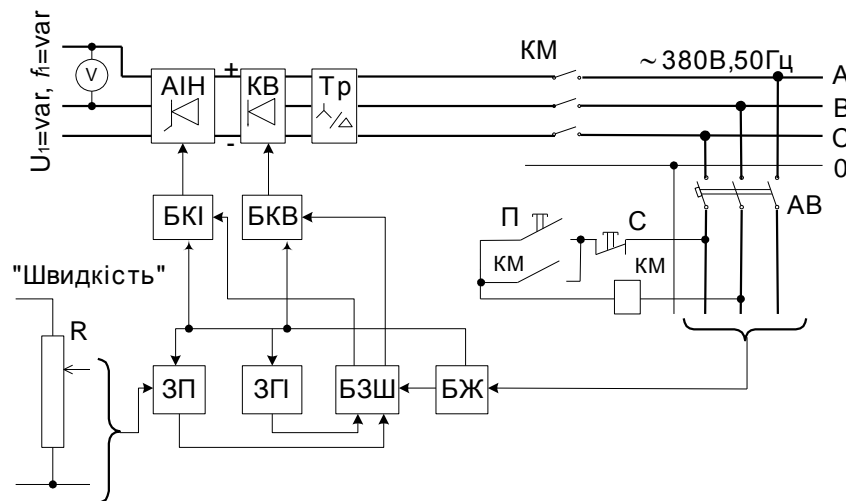 U₁=var, f₁=var
V
АІН
+
-
КВ
Тр
КМ
~380В,50Гц
А
В
С
0
АВ
БКІ
БКВ
П
С
КМ
КМ
"Швидкість"
R
ЗП
ЗПІ
БЗШ
БЖ